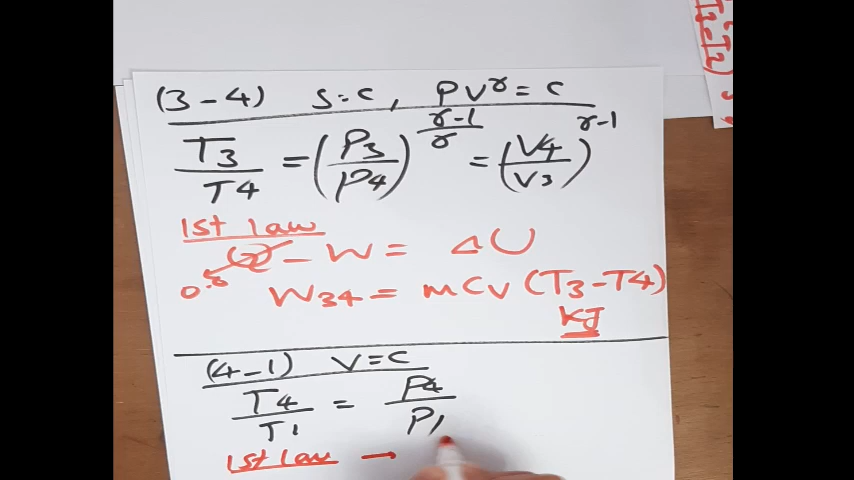 (3-4) S=C, PV^γ = C
T3/T4 = (P3/P4)^(γ-1)/γ = (V4/V3)^γ-1
1st law
Q - W = ΔU
0.0
W34 = mCv (T3-T4)
KJ
(4-1) V=C
T4/T1 = P4/P1
1st law →